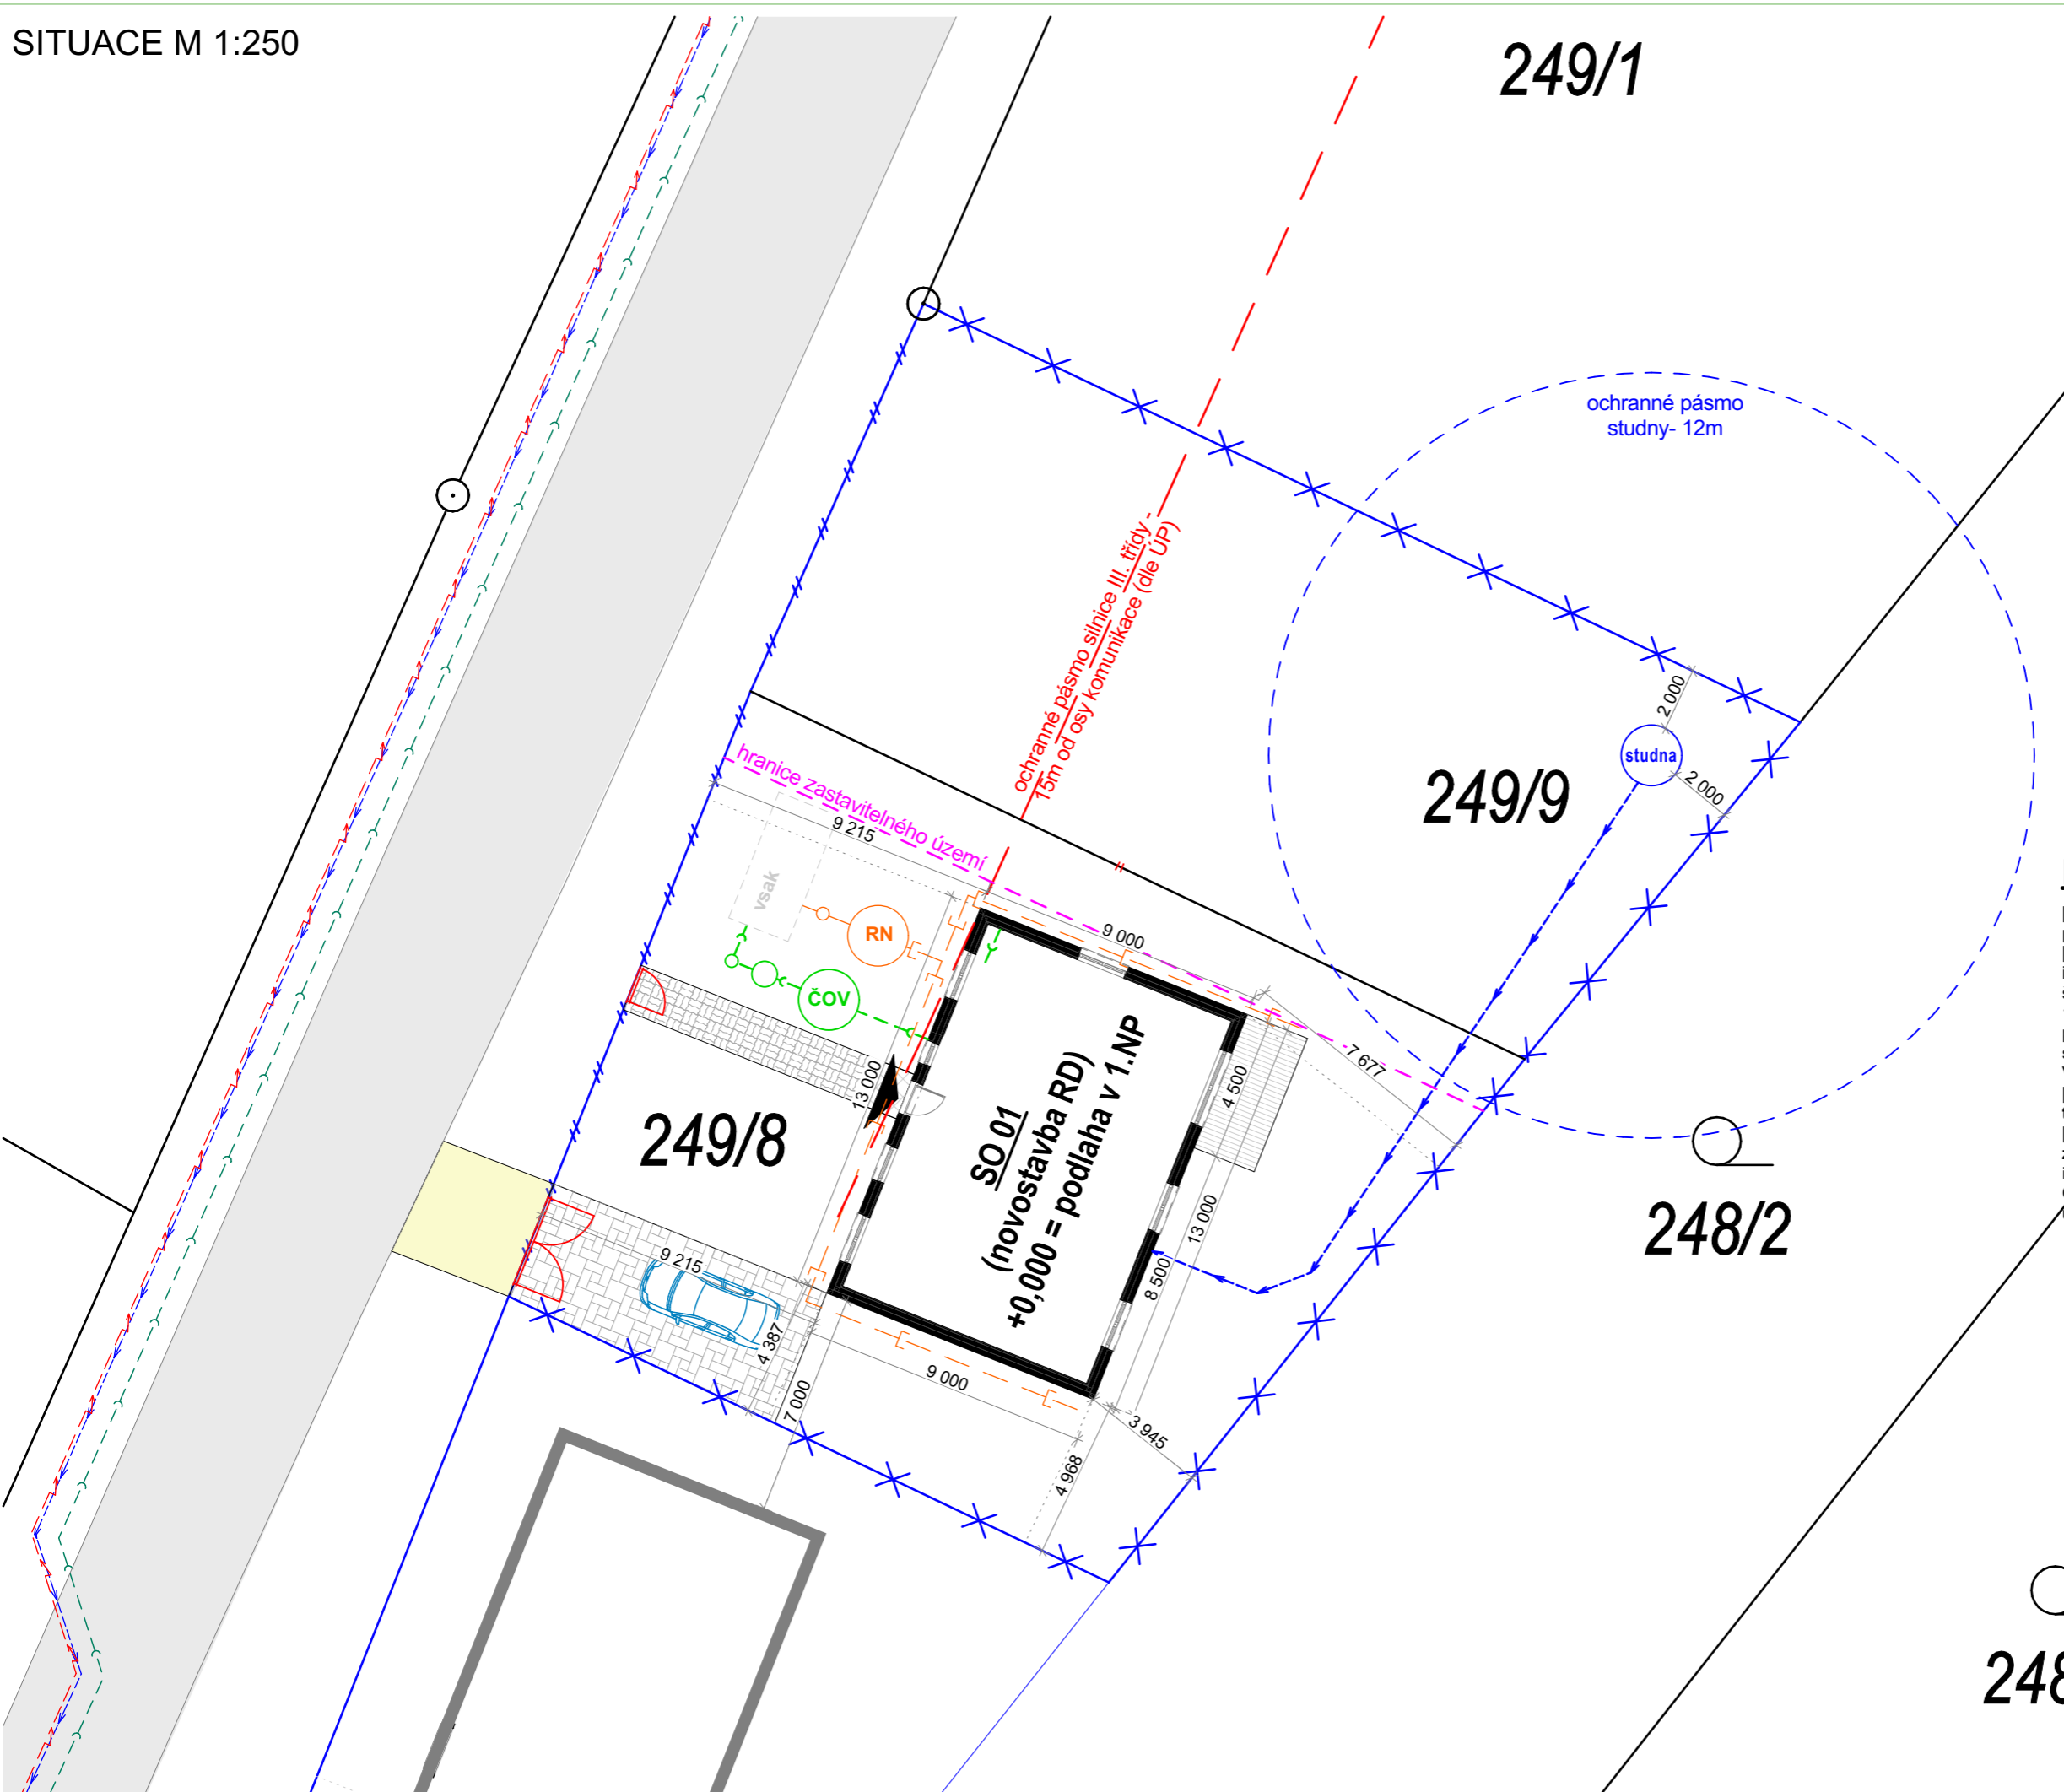 SITUACE M 1:250
249/1
ochranné pásmo
studny- 12m
ochranné pásmo silnice III. třídy -
15m od osy komunikace (dle ÚP)
2 000
studna
2 000
249/9
hranice zastavitelného území
9 215
vsak
RN
9 000
ČOV
7 677
13 000
4 500
249/8
SO 01
(novostavba RD)
+0,000 = podlaha v 1.NP
13 000
248/2
8 500
9 215
4 387
9 000
7 000
3 945
4 968
248